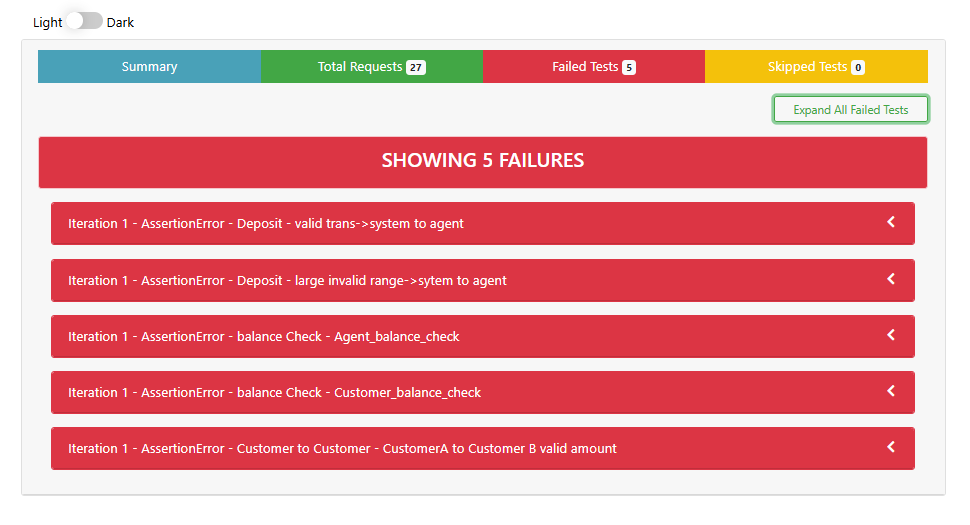 Light Dark
Summary Total Requests 27 Failed Tests 5 Skipped Tests 0
Expand All Failed Tests
SHOWING 5 FAILURES
Iteration 1 - AssertionError - Deposit - valid trans->system to agent
Iteration 1 - AssertionError - Deposit - large invalid range->sytem to agent
Iteration 1 - AssertionError - balance Check - Agent_balance_check
Iteration 1 - AssertionError - balance Check - Customer_balance_check
Iteration 1 - AssertionError - Customer to Customer - CustomerA to Customer B valid amount